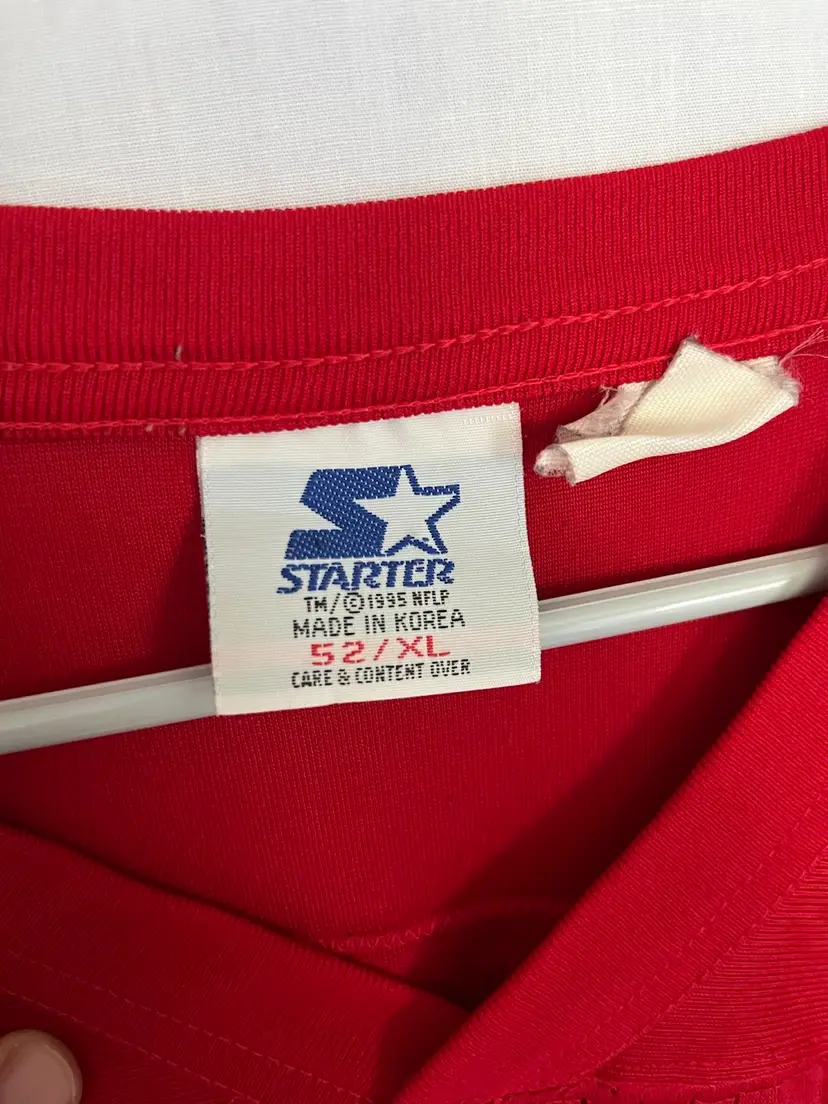 STARTER
TM/©1995 NFLP
MADE IN KOREA
52/XL
CARE & CONTENT OVER